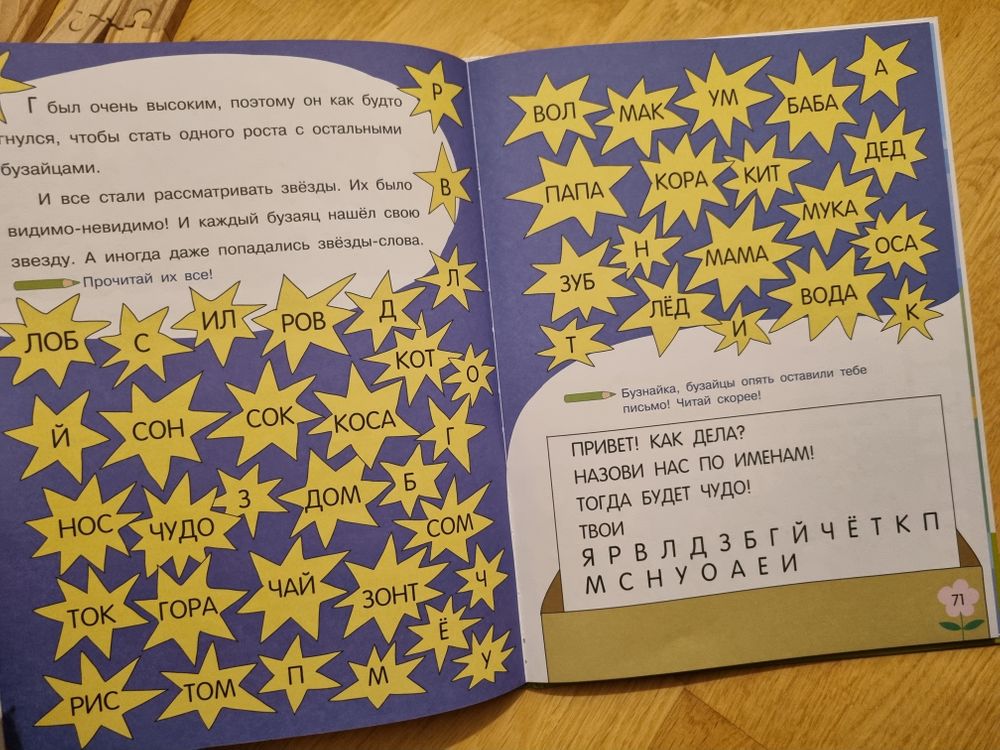 Г был очень высоким, поэтому он как будто
гнулся, чтобы стать одного роста с остальными
бузайцами.
И все стали рассматривать звёзды. Их было
видимо-невидимо! И каждый бузаяц нашёл свою
звезду. А иногда даже попадались звёзды-слова.
Прочитай их все!
Р
В
Л
ЛОБ С ИЛ РОВ Д
КОТ О
Й СОН СОК КОСА Г
НОС ЧУДО З ДОМ Б
СОМ
ТОК ГОРА ЧАЙ ЗОНТ Ч
Ё
РИС ТОМ П М У
ВОЛ МАК УМ БАБА А
ПАПА КОРА КИТ ДЕД
МУКА
ЗУБ Н МАМА ОСА
Т ЛЁД И ВОДА К
Бузнайка, бузайцы опять оставили тебе
письмо! Читай скорее!
ПРИВЕТ! КАК ДЕЛА?
НАЗОВИ НАС ПО ИМЕНАМ!
ТОГДА БУДЕТ ЧУДО!
ТВОИ
Я Р В Л Д З Б Г Й Ч Ё Т К П
М С Н У О А Е И
71